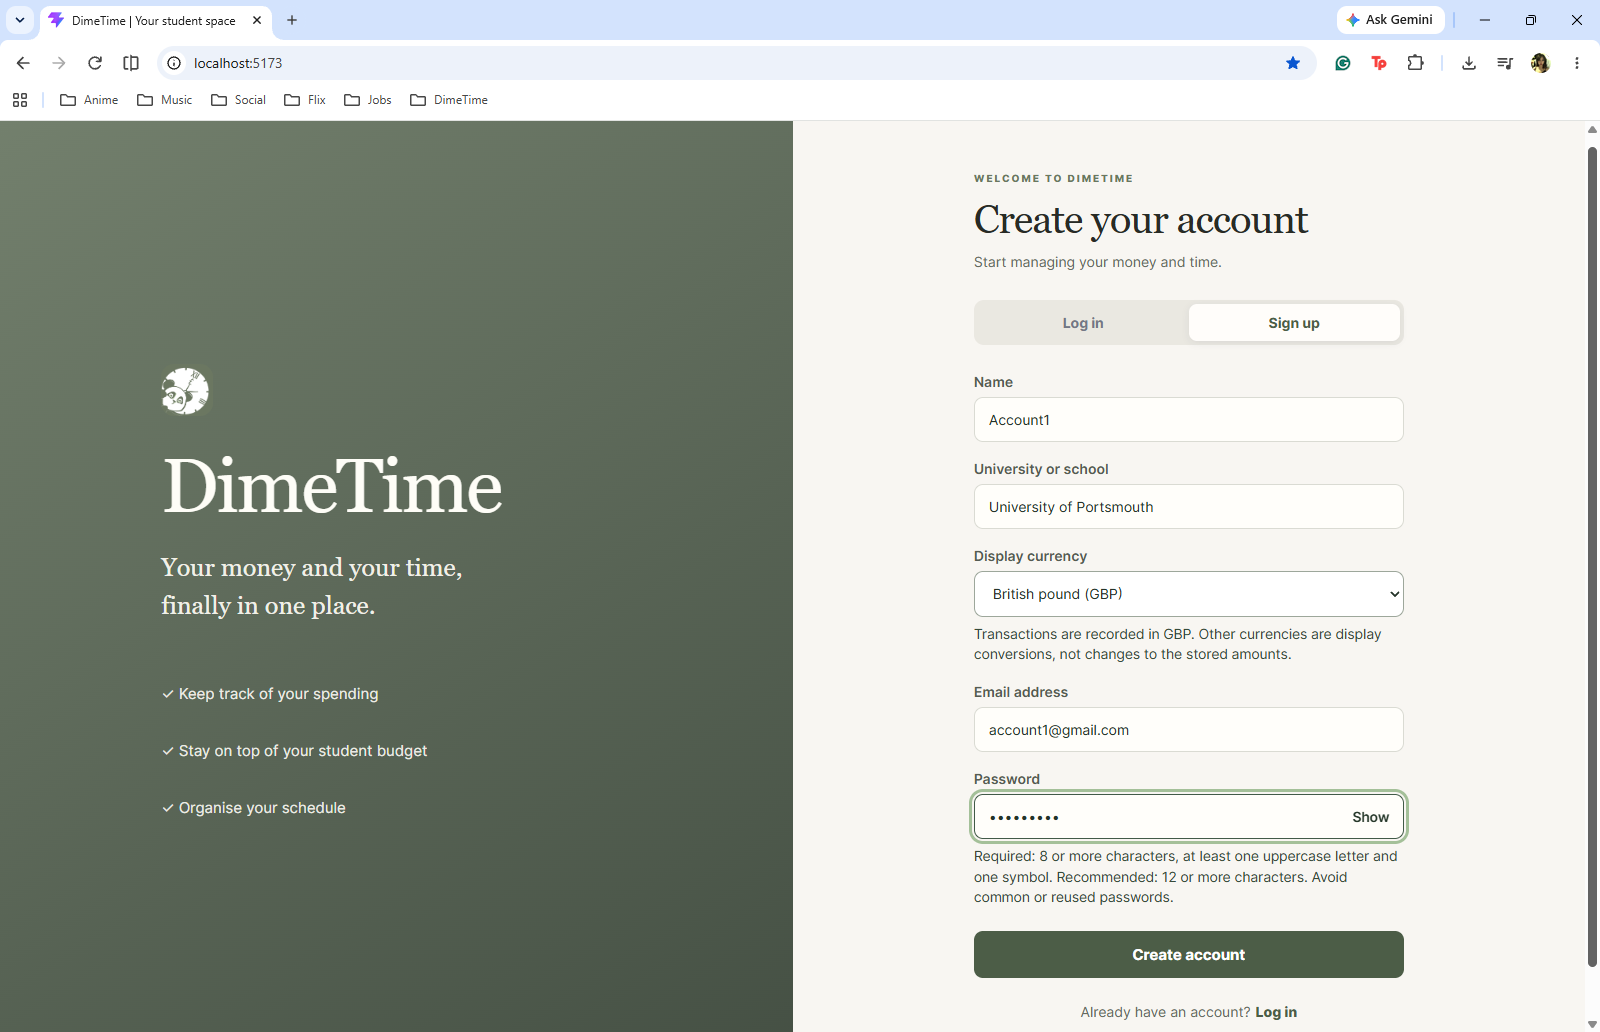 DimeTime | Your student space
Ask Gemini
localhost:5173
Anime
Music
Social
Flix
Jobs
DimeTime
DimeTime
Your money and your time,
finally in one place.
✓ Keep track of your spending
✓ Stay on top of your student budget
✓ Organise your schedule
WELCOME TO DIMETIME
Create your account
Start managing your money and time.
Log in
Sign up
Name
Account1
University or school
University of Portsmouth
Display currency
British pound (GBP)
Transactions are recorded in GBP. Other currencies are display
conversions, not changes to the stored amounts.
Email address
account1@gmail.com
Password
•••••••••
Show
Required: 8 or more characters, at least one uppercase letter and
one symbol. Recommended: 12 or more characters. Avoid
common or reused passwords.
Create account
Already have an account? Log in